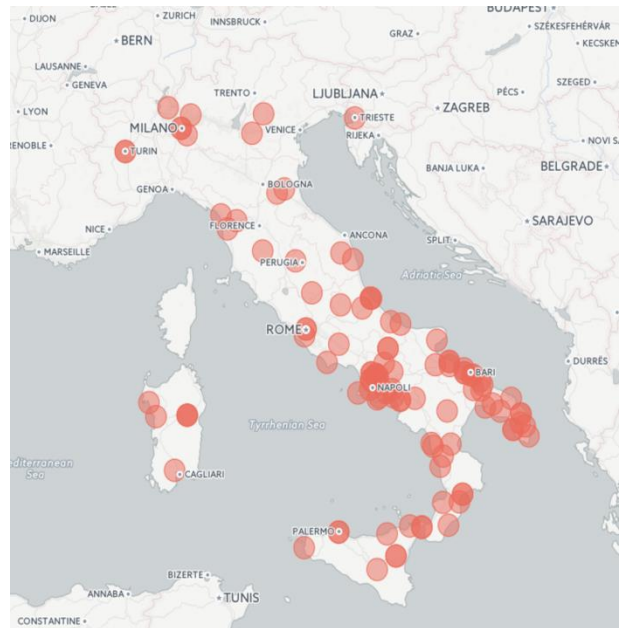 DIJON
ZURICH
INNSBRUCK
BUDAPEST
SZÉKESFEHÉRVÁR
BERN
GRAZ
KECSKEM
LAUSANNE
GENEVA
TRENTO
LJUBLJANA
PÉCS
SZEGED
LYON
MILANO
VENICE
TRIESTE
ZAGREB
RIJEKA
NOVI SA
RENOBLE
TURIN
BANJA LUKA
BELGRADE
GENOA
BOLOGNA
NICE
FLORENCE
SARAJEVO
MARSEILLE
ANCONA
SPLIT
PERUGIA
Adriatic Sea
ROME
DURRËS
BARI
NAPOLI
Tyrrhenian Sea
editerranean
Sea
CAGLIARI
PALERMO
BIZERTE
ANNABA
TUNIS
CONSTANTINE